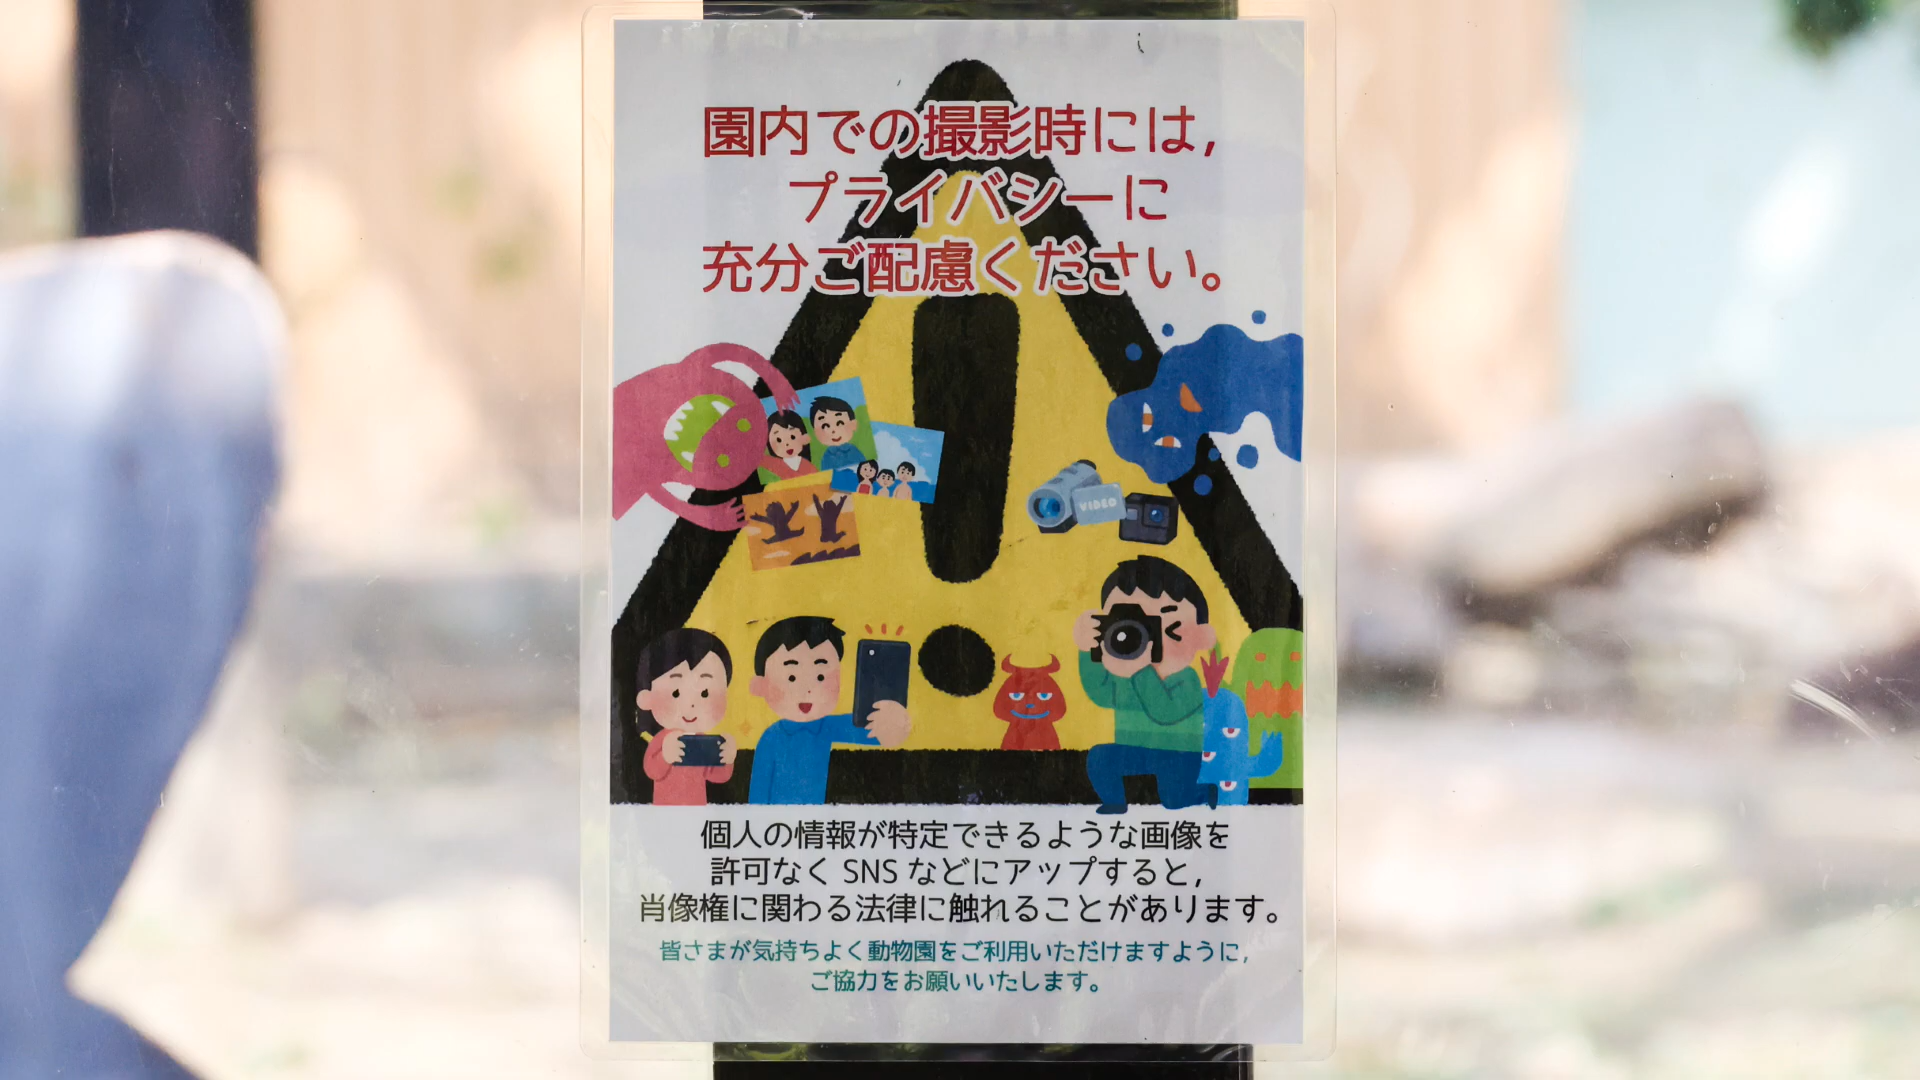 園内での撮影時には,
プライバシーに
充分ご配慮ください。
VIDEO
個人の情報が特定できるような画像を
許可なく SNS などにアップすると,
肖像権に関わる法律に触れることがあります。
皆さまが気持ちよく動物園をご利用いただけますように,
ご協力をお願いいたします。